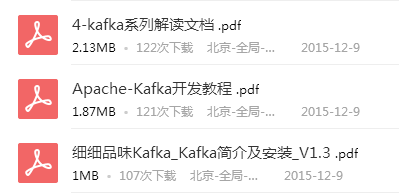 4-kafka系列解读文档 .pdf
2.13MB • 122次下载 北京-全局-... 2015-12-9
Apache-Kafka开发教程 .pdf
1.87MB • 121次下载 北京-全局-... 2015-12-9
细细品味Kafka_Kafka简介及安装_V1.3 .pdf
1MB • 107次下载 北京-全局-... 2015-12-9